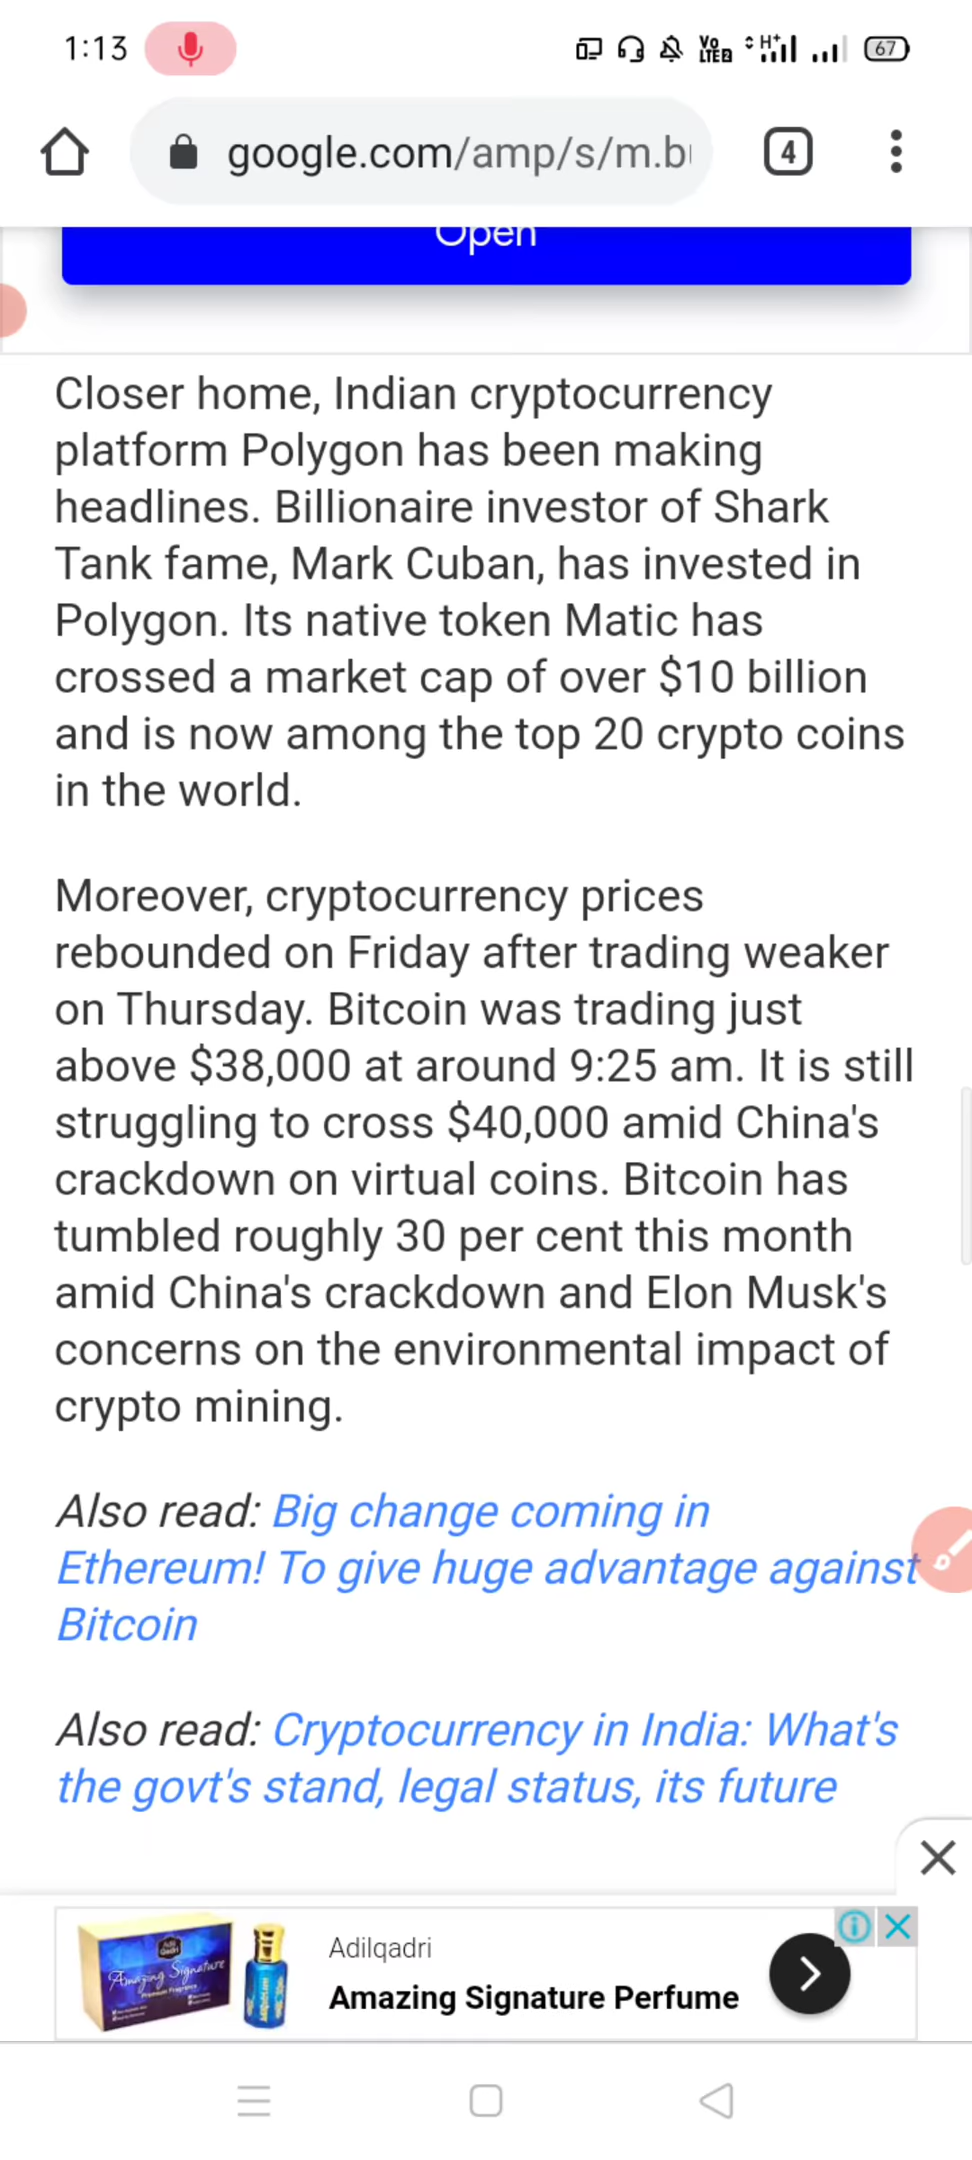 1:13
VO LTE2 H+ 67
google.com/amp/s/m.b
4
Open
Closer home, Indian cryptocurrency
platform Polygon has been making
headlines. Billionaire investor of Shark
Tank fame, Mark Cuban, has invested in
Polygon. Its native token Matic has
crossed a market cap of over $10 billion
and is now among the top 20 crypto coins
in the world.
Moreover, cryptocurrency prices
rebounded on Friday after trading weaker
on Thursday. Bitcoin was trading just
above $38,000 at around 9:25 am. It is still
struggling to cross $40,000 amid China's
crackdown on virtual coins. Bitcoin has
tumbled roughly 30 per cent this month
amid China's crackdown and Elon Musk's
concerns on the environmental impact of
crypto mining.
Also read: Big change coming in
Ethereum! To give huge advantage against
Bitcoin
Also read: Cryptocurrency in India: What's
the govt's stand, legal status, its future
Adilqadri
Amazing Signature Perfume
Amazing Signature
Premium Fragrance